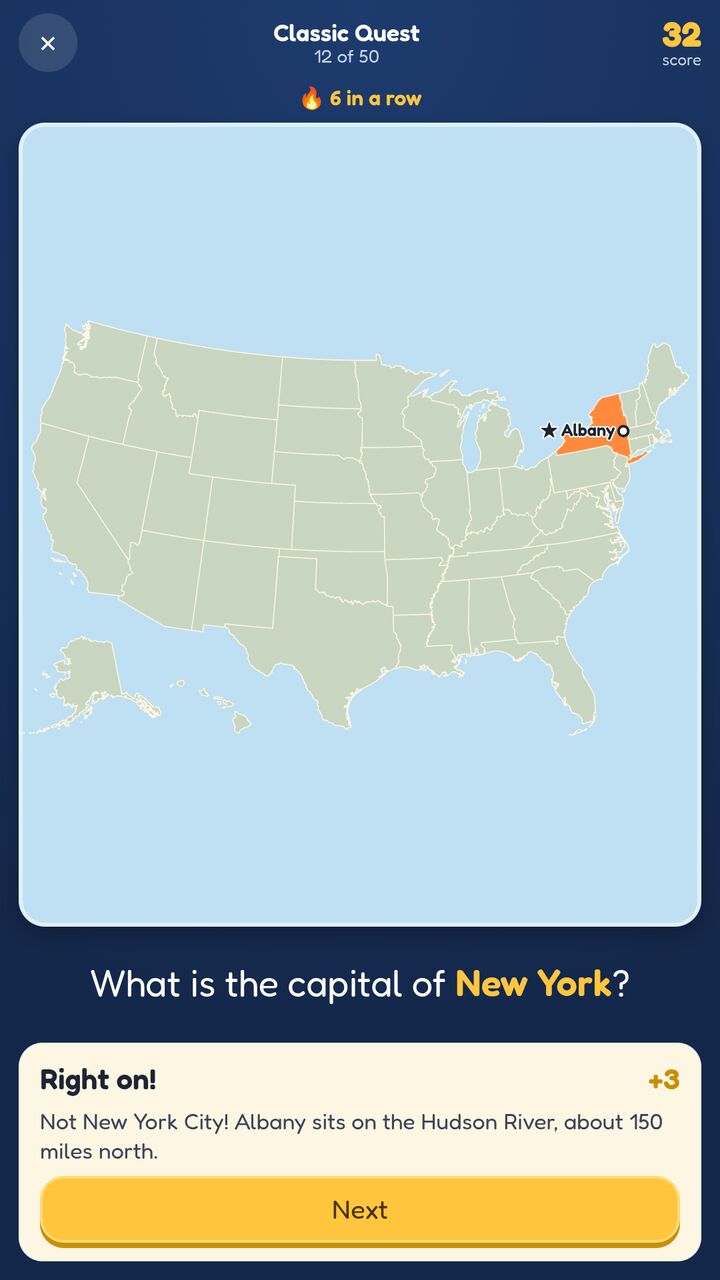 ×
Classic Quest
12 of 50
32
score
🔥 6 in a row
★ Albany
What is the capital of New York?
Right on!
+3
Not New York City! Albany sits on the Hudson River, about 150
miles north.
Next